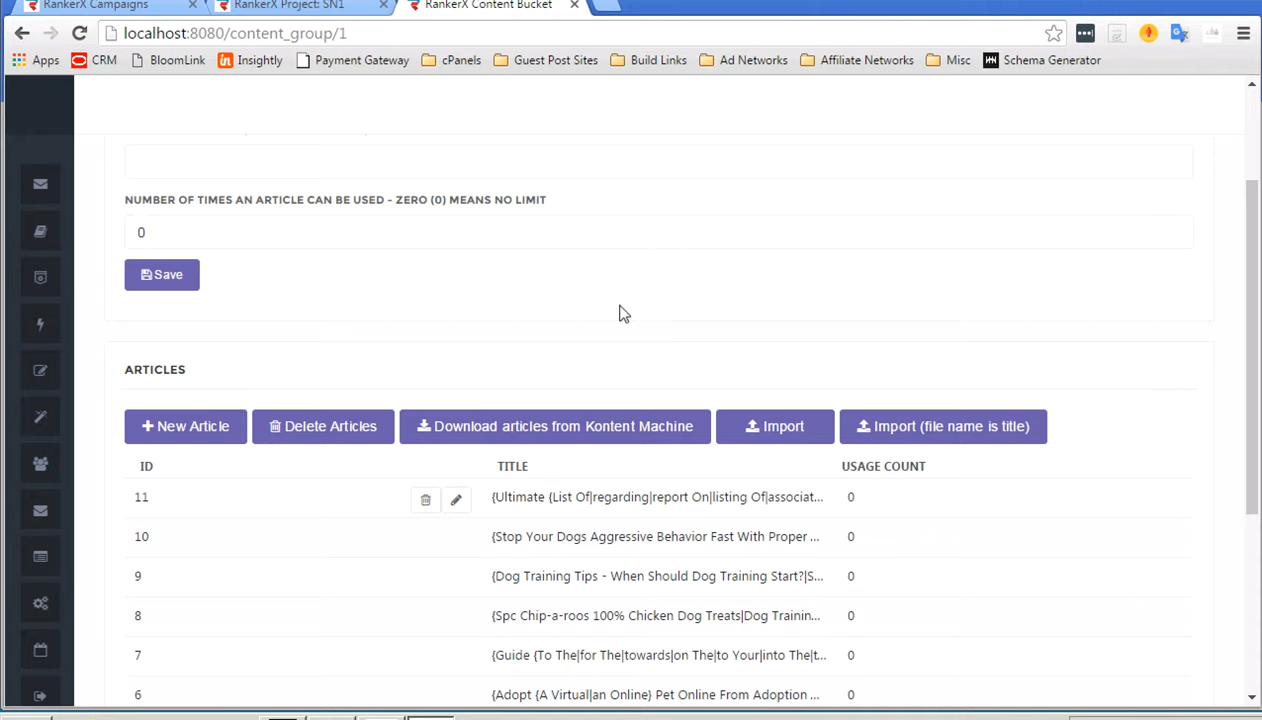 RankerX Campaigns
RankerX Project: SN1
RankerX Content Bucket
localhost:8080/content_group/1
Apps CRM BloomLink Insightly Payment Gateway cPanels Guest Post Sites Build Links Ad Networks Affiliate Networks Misc Schema Generator
NUMBER OF TIMES AN ARTICLE CAN BE USED - ZERO (0) MEANS NO LIMIT
0
Save
ARTICLES
New Article Delete Articles Download articles from Kontent Machine Import Import (file name is title)
ID TITLE USAGE COUNT
11 {Ultimate {List Of|regarding|report On|listing Of|associat... 0
10 {Stop Your Dogs Aggressive Behavior Fast With Proper ... 0
9 {Dog Training Tips - When Should Dog Training Start?|S... 0
8 {Spc Chip-a-roos 100% Chicken Dog Treats|Dog Trainin... 0
7 {Guide {To The|for The|towards|on The|to Your|into The|t... 0
6 {Adopt {A Virtual|an Online} Pet Online From Adoption ... 0